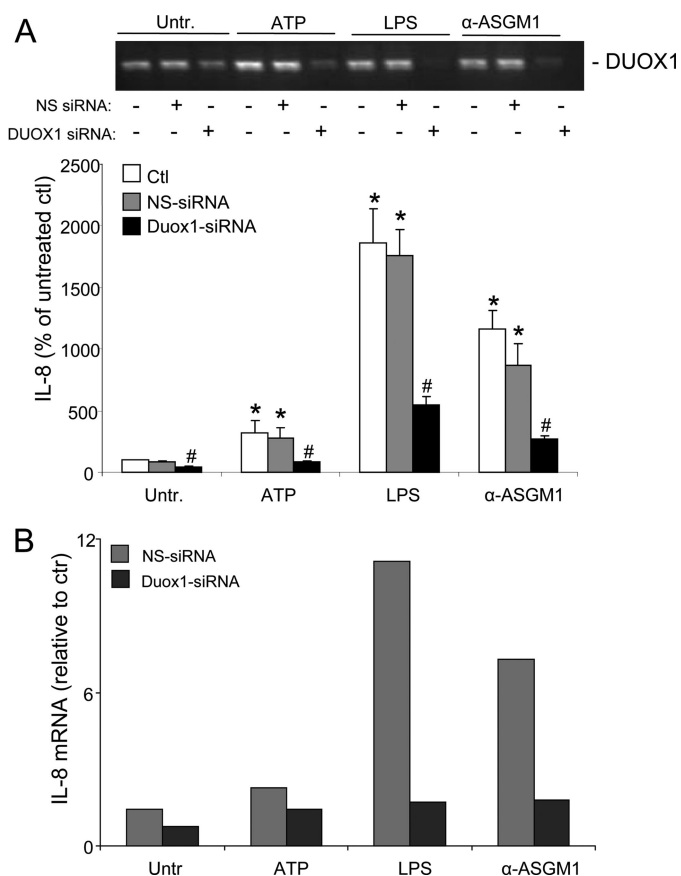 A
Untr. ATP LPS α-ASGM1
- DUOX1
NS siRNA: - + - - + - - + - - + -
DUOX1 siRNA: - - + - - + - - + - - +
2500
2000
1500
1000
500
0
IL-8 (% of untreated ctl)
Ctl
NS-siRNA
Duox1-siRNA
* * * * * *
# # # #
Untr. ATP LPS α-ASGM1
B
12
6
0
IL-8 mRNA (relative to ctr)
NS-siRNA
Duox1-siRNA
Untr ATP LPS α-ASGM1